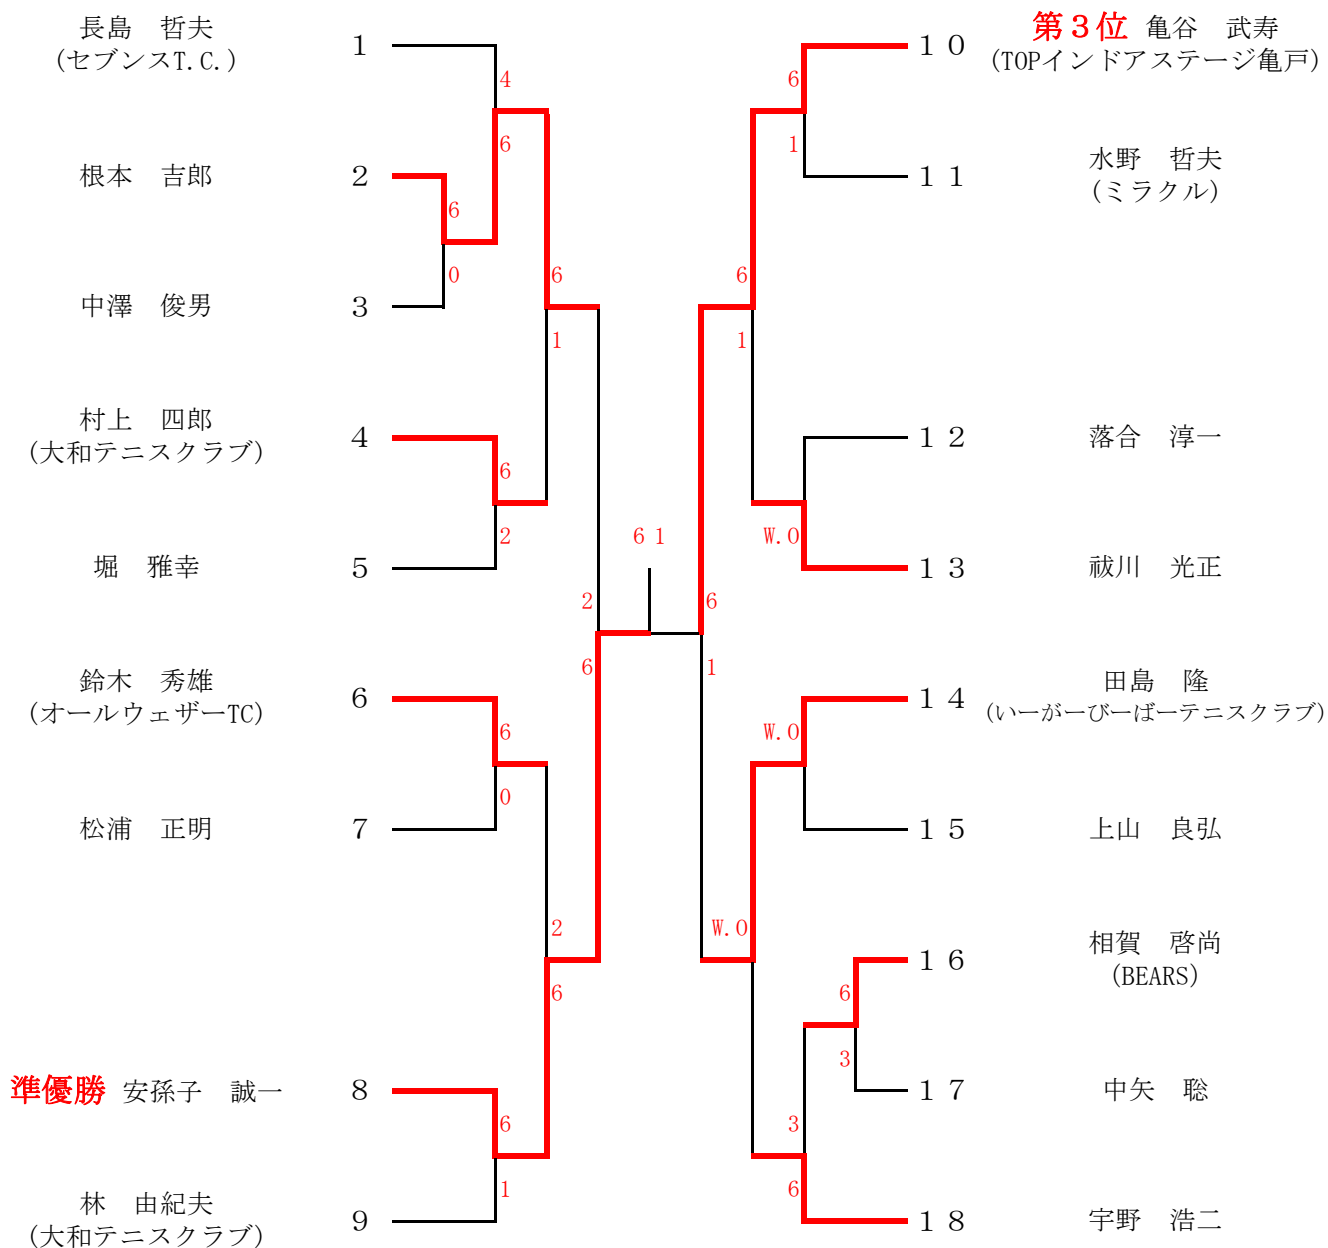 長島　哲夫
(セブンスT.C.)
1
根本　吉郎
2
中澤　俊男
3
村上　四郎
(大和テニスクラブ)
4
堀　雅幸
5
鈴木　秀雄
(オールウェザーTC)
6
松浦　正明
7
準優勝 安孫子　誠一
8
林　由紀夫
(大和テニスクラブ)
9
4
6
6
0
6
1
6
2
2
6
6
0
2
6
6
1
6 1
6
1
6
1
W.O
6
1
W.O
W.O
6
3
3
6
10
第３位 亀谷　武寿
(TOPインドアステージ亀戸)
11
水野　哲夫
(ミラクル)
12
落合　淳一
13
祓川　光正
14
田島　隆
(いーがーびーばーテニスクラブ)
15
上山　良弘
16
相賀　啓尚
(BEARS)
17
中矢　聡
18
宇野　浩二